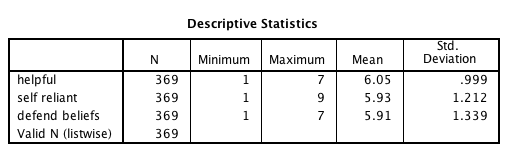 Descriptive Statistics
N Minimum Maximum Mean Std. Deviation
helpful 369 1 7 6.05 .999
self reliant 369 1 9 5.93 1.212
defend beliefs 369 1 7 5.91 1.339
Valid N (listwise) 369